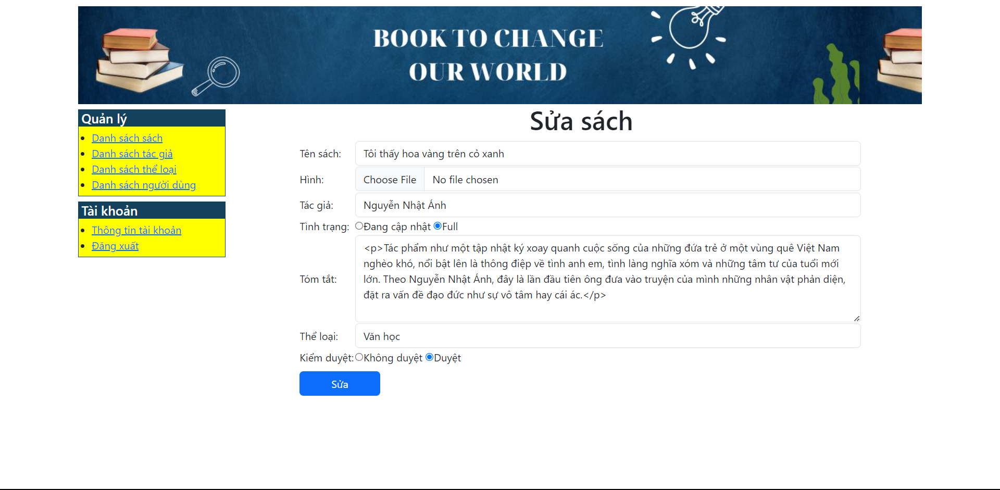 BOOK TO CHANGE
OUR WORLD
Quản lý
Danh sách sách
Danh sách tác giả
Danh sách thể loại
Danh sách người dùng
Tài khoản
Thông tin tài khoản
Đăng xuất
Sửa sách
Tên sách: Tôi thấy hoa vàng trên cỏ xanh
Hình: Choose File No file chosen
Tác giả: Nguyễn Nhật Ánh
Tình trạng: Đang cập nhật Full
Tóm tắt:
<p>Tác phẩm như một tập nhật ký xoay quanh cuộc sống của những đứa trẻ ở một vùng quê Việt Nam
nghèo khó, nổi bật lên là thông điệp về tình anh em, tình làng nghĩa xóm và những tâm tư của tuổi mới
lớn. Theo Nguyễn Nhật Ánh, đây là lần đầu tiên ông đưa vào truyện của mình những nhân vật phản diện,
đặt ra vấn đề đạo đức như sự vô tâm hay cái ác.</p>
Thể loại: Văn học
Kiểm duyệt: Không duyệt Duyệt
Sửa